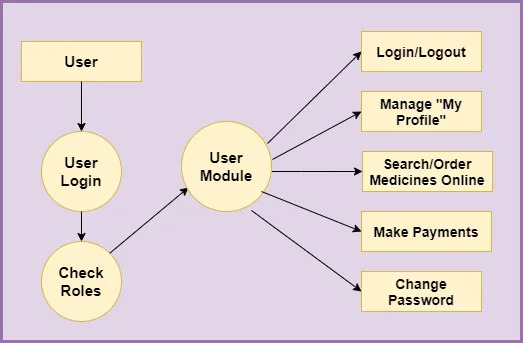 User
User
Login
Check
Roles
User
Module
Login/Logout
Manage "My
Profile"
Search/Order
Medicines Online
Make Payments
Change
Password